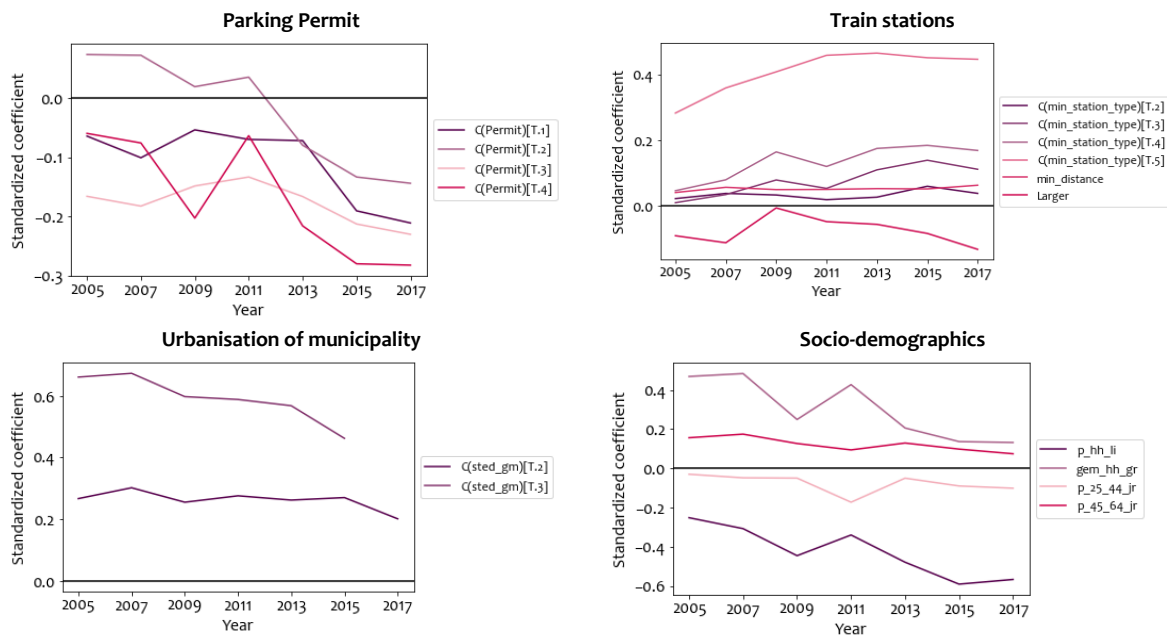 Parking Permit
Standardized coefficient
0.0
−0.1
−0.2
−0.3
2005 2007 2009 2011 2013 2015 2017
Year
C(Permit)[T.1]
C(Permit)[T.2]
C(Permit)[T.3]
C(Permit)[T.4]
Train stations
Standardized coefficient
0.4
0.2
0.0
2005 2007 2009 2011 2013 2015 2017
Year
C(min_station_type)[T.2]
C(min_station_type)[T.3]
C(min_station_type)[T.4]
C(min_station_type)[T.5]
min_distance
Larger
Urbanisation of municipality
Standardized coefficient
0.6
0.4
0.2
0.0
2005 2007 2009 2011 2013 2015 2017
Year
C(sted_gm)[T.2]
C(sted_gm)[T.3]
Socio-demographics
Standardized coefficient
0.4
0.2
0.0
−0.2
−0.4
−0.6
2005 2007 2009 2011 2013 2015 2017
Year
p_hh_li
gem_hh_gr
p_25_44_jr
p_45_64_jr